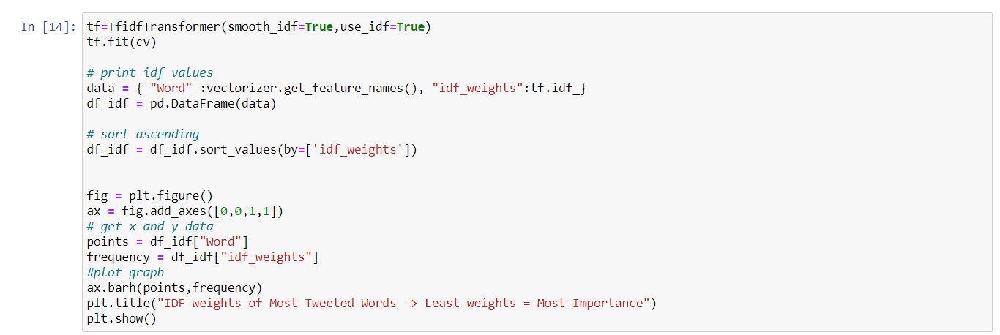 In [14]: tf=TfidfTransformer(smooth_idf=True,use_idf=True)
tf.fit(cv)
# print idf values
data = { "Word" :vectorizer.get_feature_names(), "idf_weights":tf.idf_}
df_idf = pd.DataFrame(data)
# sort ascending
df_idf = df_idf.sort_values(by=['idf_weights'])
fig = plt.figure()
ax = fig.add_axes([0,0,1,1])
# get x and y data
points = df_idf["Word"]
frequency = df_idf["idf_weights"]
#plot graph
ax.barh(points,frequency)
plt.title("IDF weights of Most Tweeted Words -> Least weights = Most Importance")
plt.show()